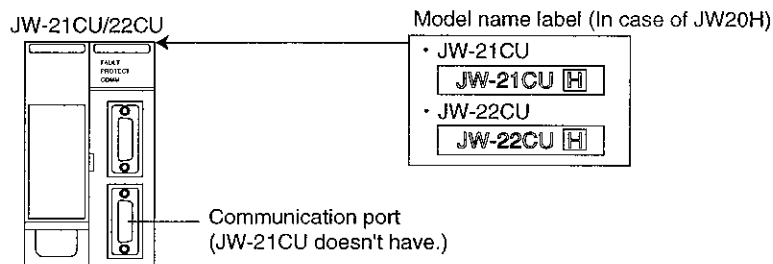 JW-21CU/22CU
Model name label (In case of JW20H)
FAULT
PROTECT
COMM
・JW-21CU
JW-21CU H
・JW-22CU
JW-22CU H
Communication port
(JW-21CU doesn't have.)